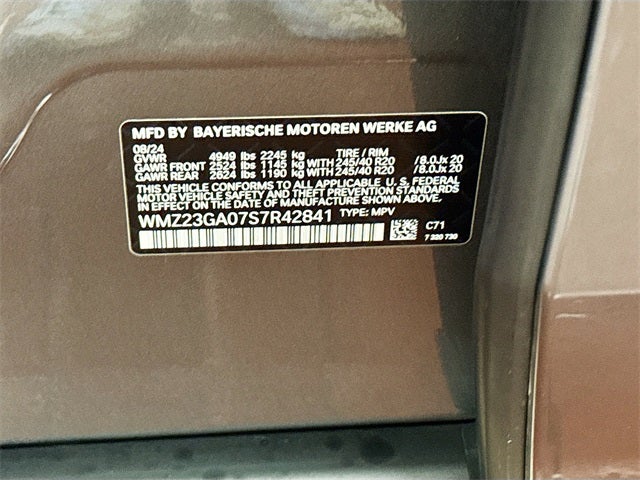 MFD BY BAYERISCHE MOTOREN WERKE AG
08/24
GVWR 4949 lbs 2245 kg TIRE / RIM
GAWR FRONT 2524 lbs 1145 kg WITH 245/40 R20 /8.0Jx 20
GAWR REAR 2624 lbs 1190 kg WITH 245/40 R20 /8.0Jx 20
THIS VEHICLE CONFORMS TO ALL APPLICABLE U. S. FEDERAL
MOTOR VEHICLE SAFETY AND THEFT PREVENTION STANDARDS
IN EFFECT ON THE DATE OF MANUFACTURE SHOWN ABOVE.
WMZ23GA07S7R42841 TYPE: MPV
C71
7 320 730